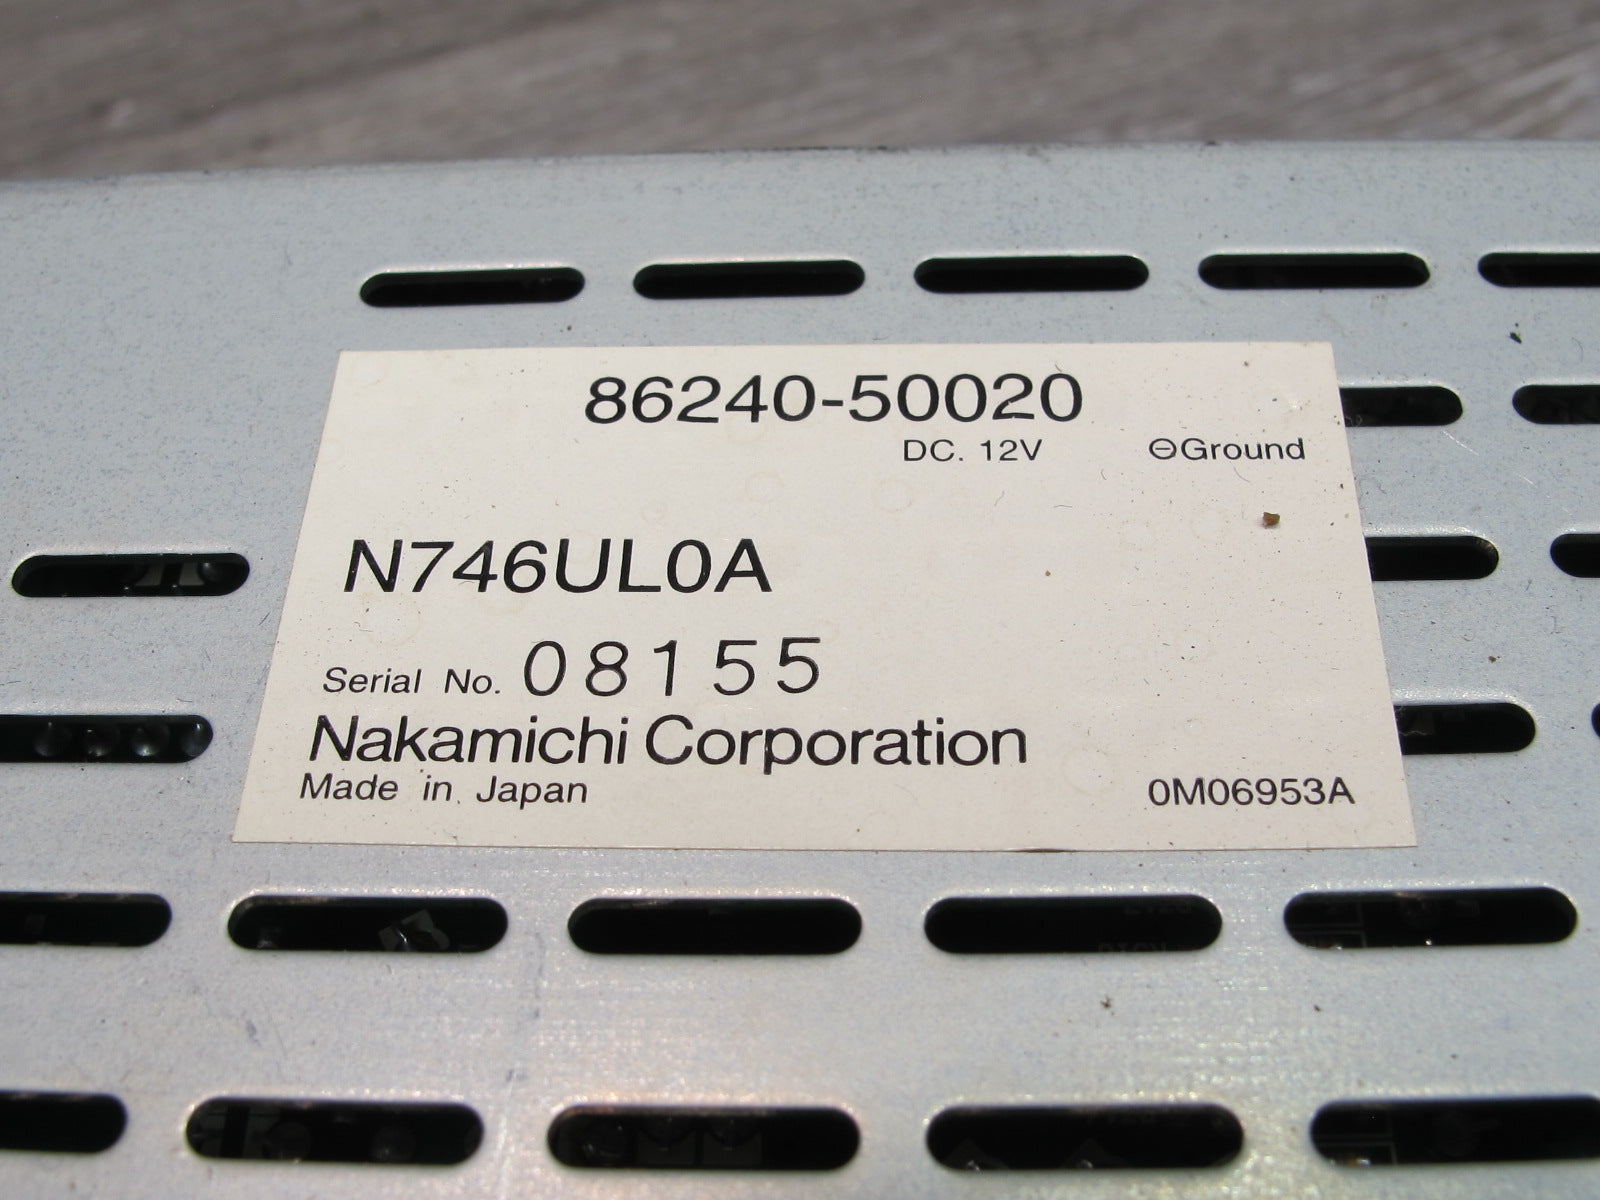 86240-50020
DC. 12V ⊖Ground
N746UL0A
Serial No. 08155
Nakamichi Corporation
Made in Japan 0M06953A